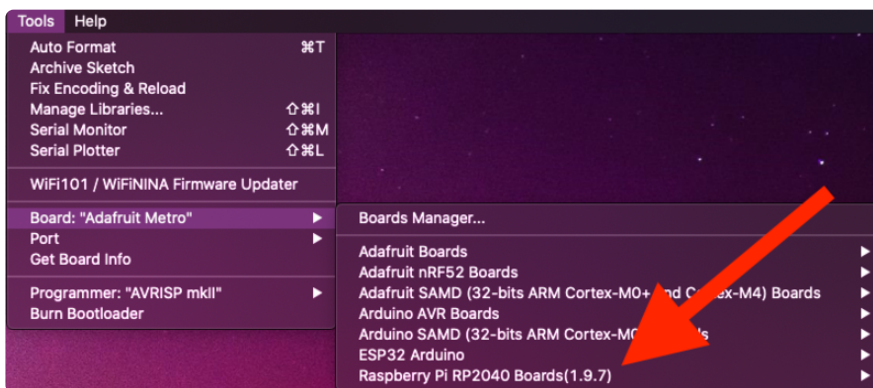 Tools Help
Auto Format ⌘T
Archive Sketch
Fix Encoding & Reload
Manage Libraries... ⇧⌘I
Serial Monitor ⇧⌘M
Serial Plotter ⇧⌘L
WiFi101 / WiFiNINA Firmware Updater
Board: "Adafruit Metro"
Port
Get Board Info
Programmer: "AVRISP mkII"
Burn Bootloader
Boards Manager...
Adafruit Boards
Adafruit nRF52 Boards
Adafruit SAMD (32-bits ARM Cortex-M0+ and Cortex-M4) Boards
Arduino AVR Boards
Arduino SAMD (32-bits ARM
ESP32 Arduino
Raspberry Pi RP2040 Boards(1.9.7)